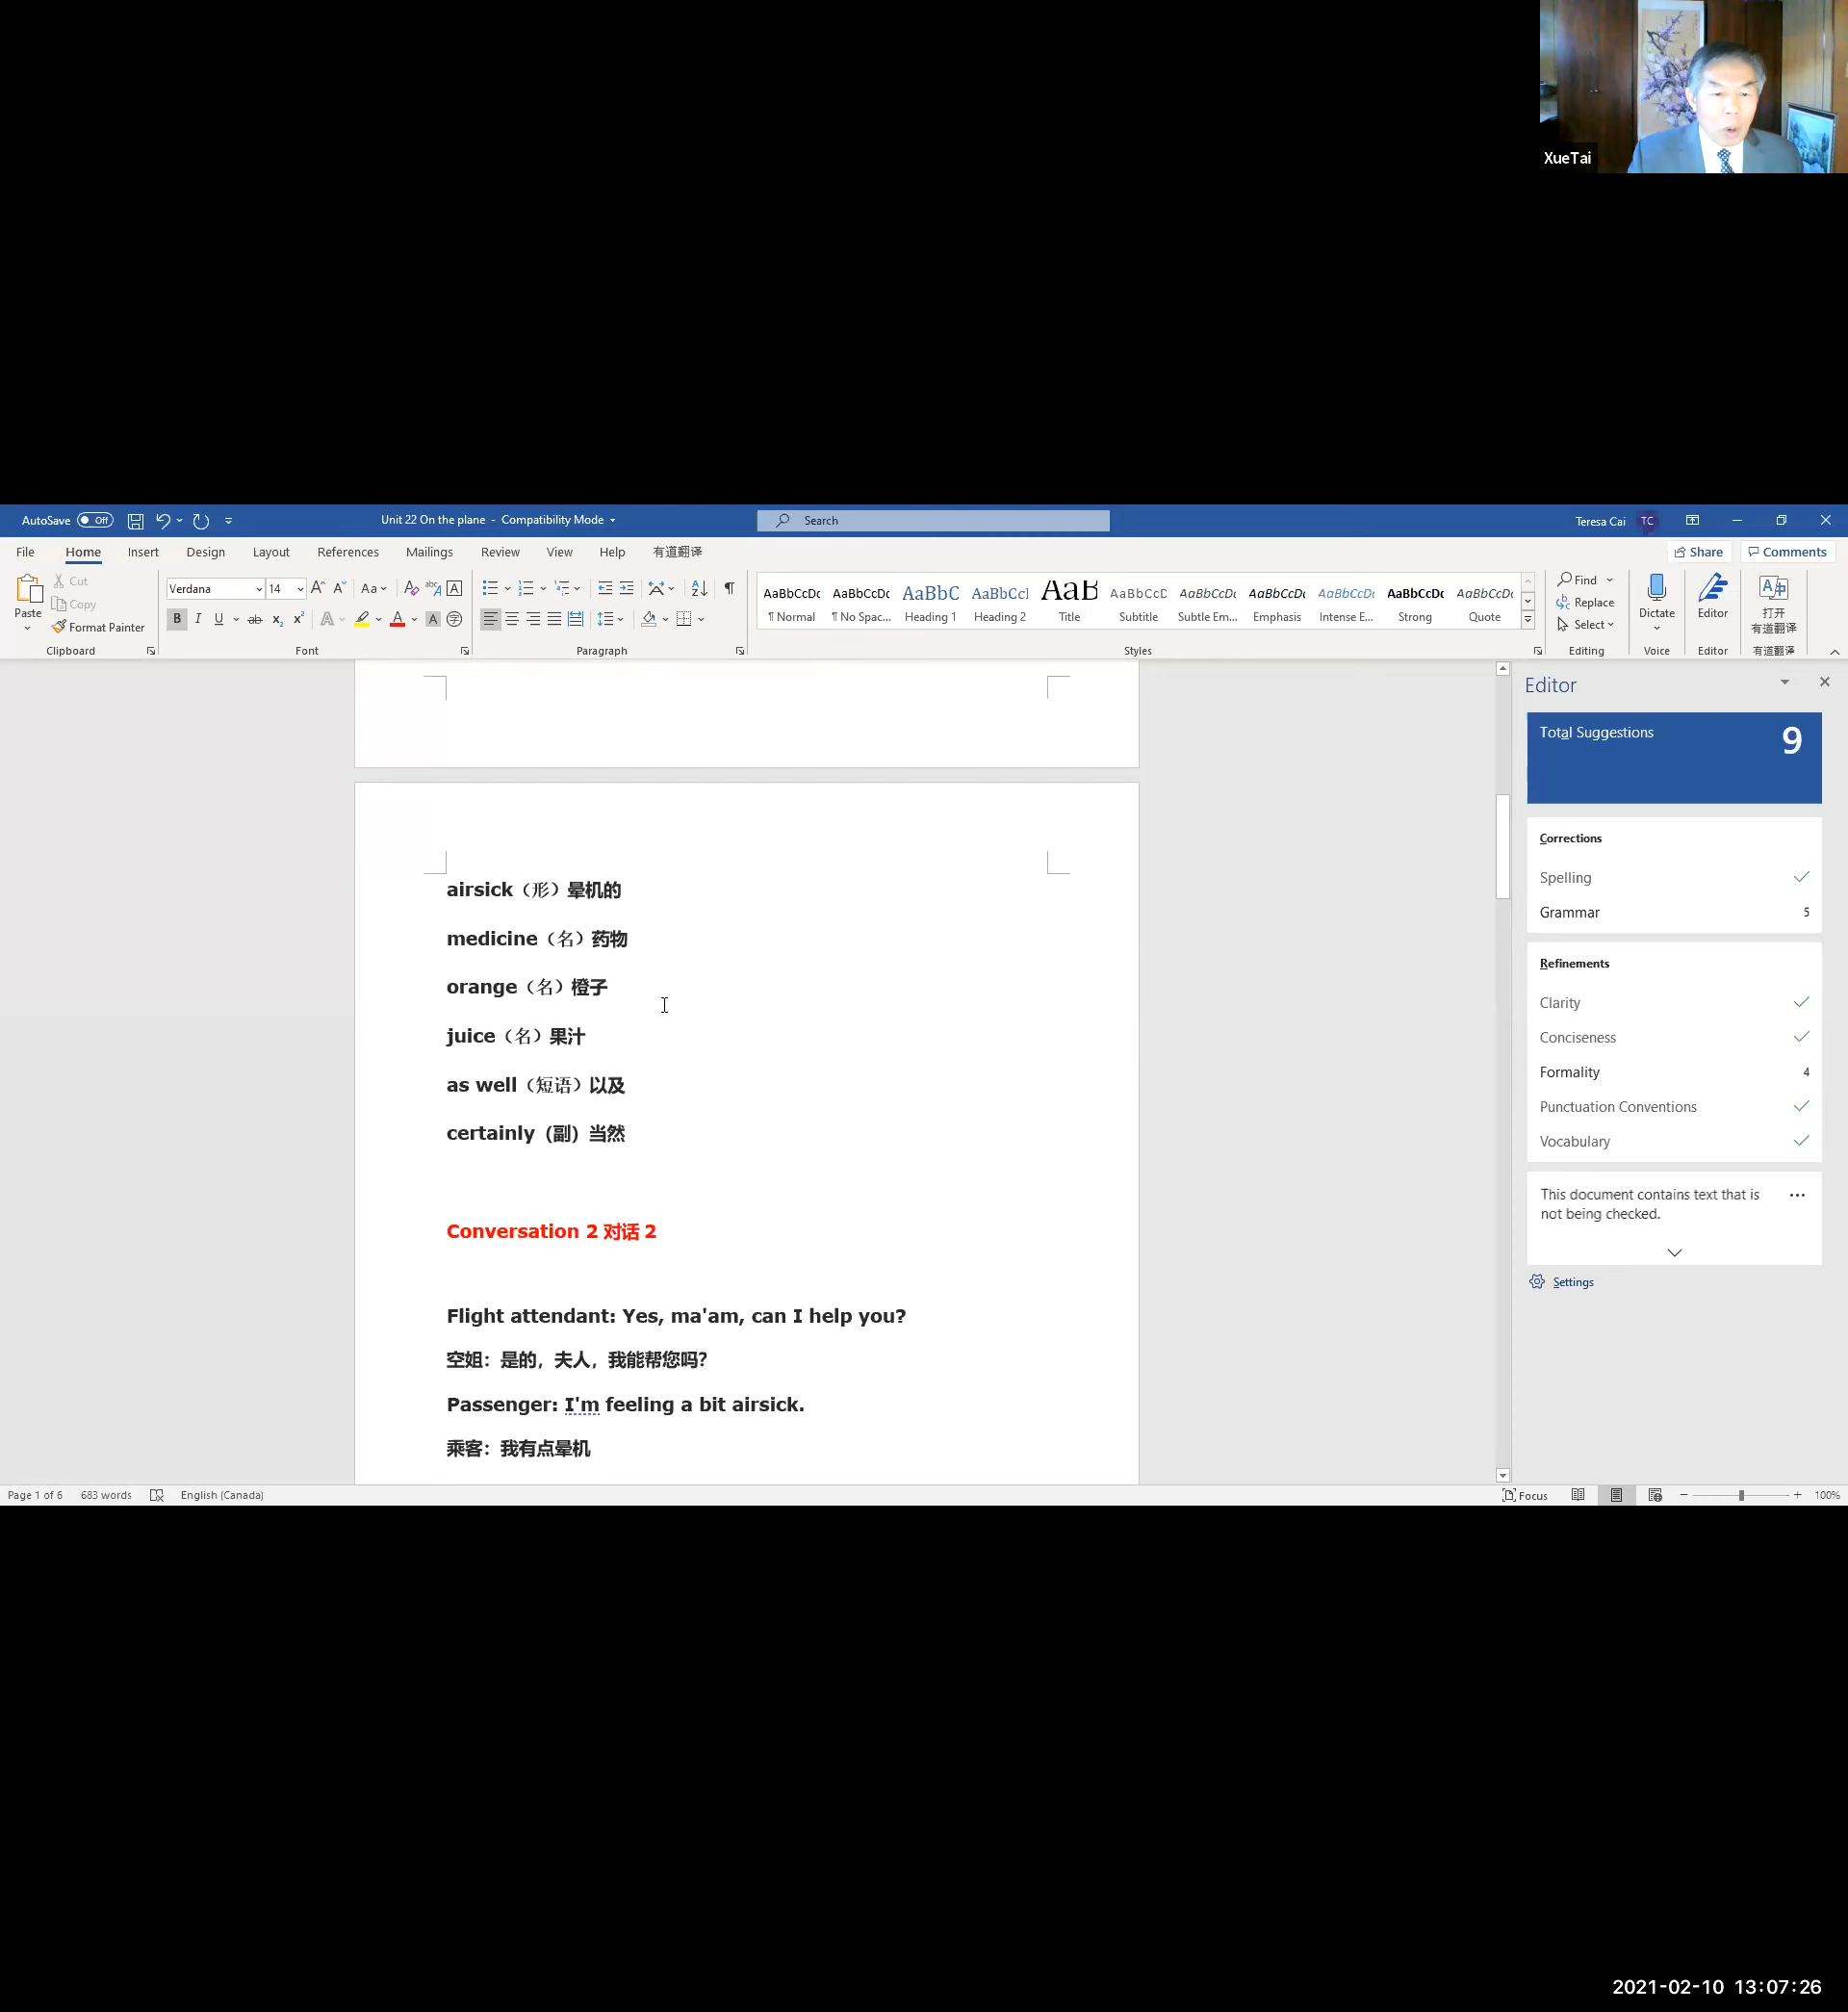 XueTai
AutoSave Off
Unit 22 On the plane - Compatibility Mode
Search
Teresa Cai TC
File Home Insert Design Layout References Mailings Review View Help 有道翻译
Share Comments
Paste
Cut
Copy
Format Painter
Clipboard
Verdana 14
Font
Paragraph
AaBbCcDc AaBbCcDc AaBbC AaBbCcI AaB AaBbCcD AaBbCcDc AaBbCcDc AaBbCcDc AaBbCcDc AaBbCcDc
¶ Normal ¶ No Spac... Heading 1 Heading 2 Title Subtitle Subtle Em... Emphasis Intense E... Strong Quote
Styles
Find
Replace
Select
Editing
Dictate
Voice
Editor
Editor
打开
有道翻译
有道翻译
airsick（形）晕机的
medicine（名）药物
orange（名）橙子
juice（名）果汁
as well（短语）以及
certainly (副）当然
Conversation 2 对话 2
Flight attendant: Yes, ma'am, can I help you?
空姐：是的，夫人，我能帮您吗？
Passenger: I'm feeling a bit airsick.
乘客：我有点晕机
Editor
Total Suggestions 9
Corrections
Spelling
Grammar 5
Refinements
Clarity
Conciseness
Formality 4
Punctuation Conventions
Vocabulary
This document contains text that is
not being checked.
Settings
Page 1 of 6 683 words English (Canada)
Focus 100%
2021-02-10 13:07:26